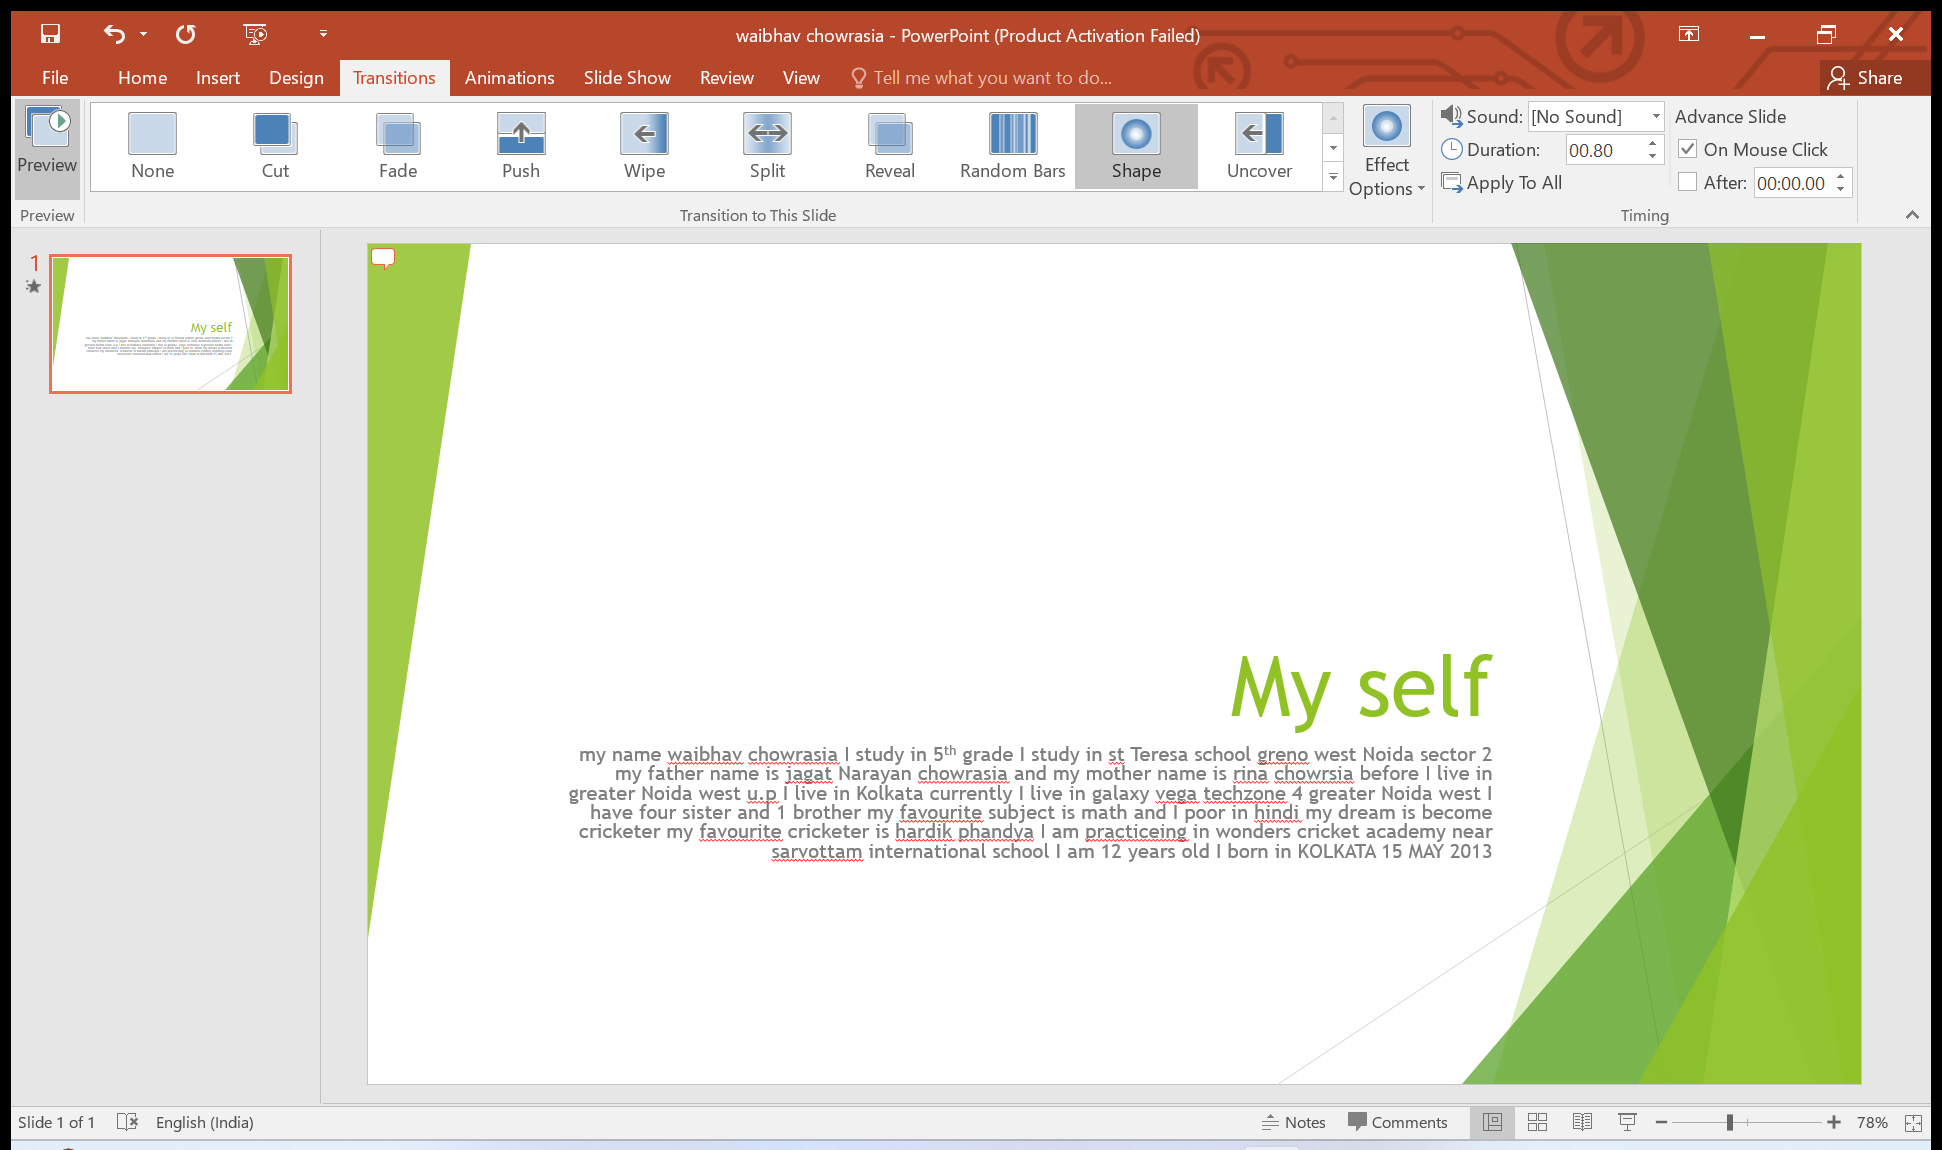 waibhav chowrasia - PowerPoint (Product Activation Failed)
File Home Insert Design Transitions Animations Slide Show Review View Tell me what you want to do... Share
Preview
None Cut Fade Push Wipe Split Reveal Random Bars Shape Uncover
Effect Options
Sound: [No Sound]
Duration: 00.80
Apply To All
Advance Slide
On Mouse Click
After: 00:00.00
Preview Transition to This Slide Timing
1
My self
My self
my name waibhav chowrasia I study in 5th grade I study in st Teresa school greno west Noida sector 2
my father name is jagat Narayan chowrasia and my mother name is rina chowrsia before I live in
greater Noida west u.p I live in Kolkata currently I live in galaxy vega techzone 4 greater Noida west I
have four sister and 1 brother my favourite subject is math and I poor in hindi my dream is become
cricketer my favourite cricketer is hardik phandya I am practiceing in wonders cricket academy near
sarvottam international school I am 12 years old I born in KOLKATA 15 MAY 2013
Slide 1 of 1 English (India) Notes Comments 78%